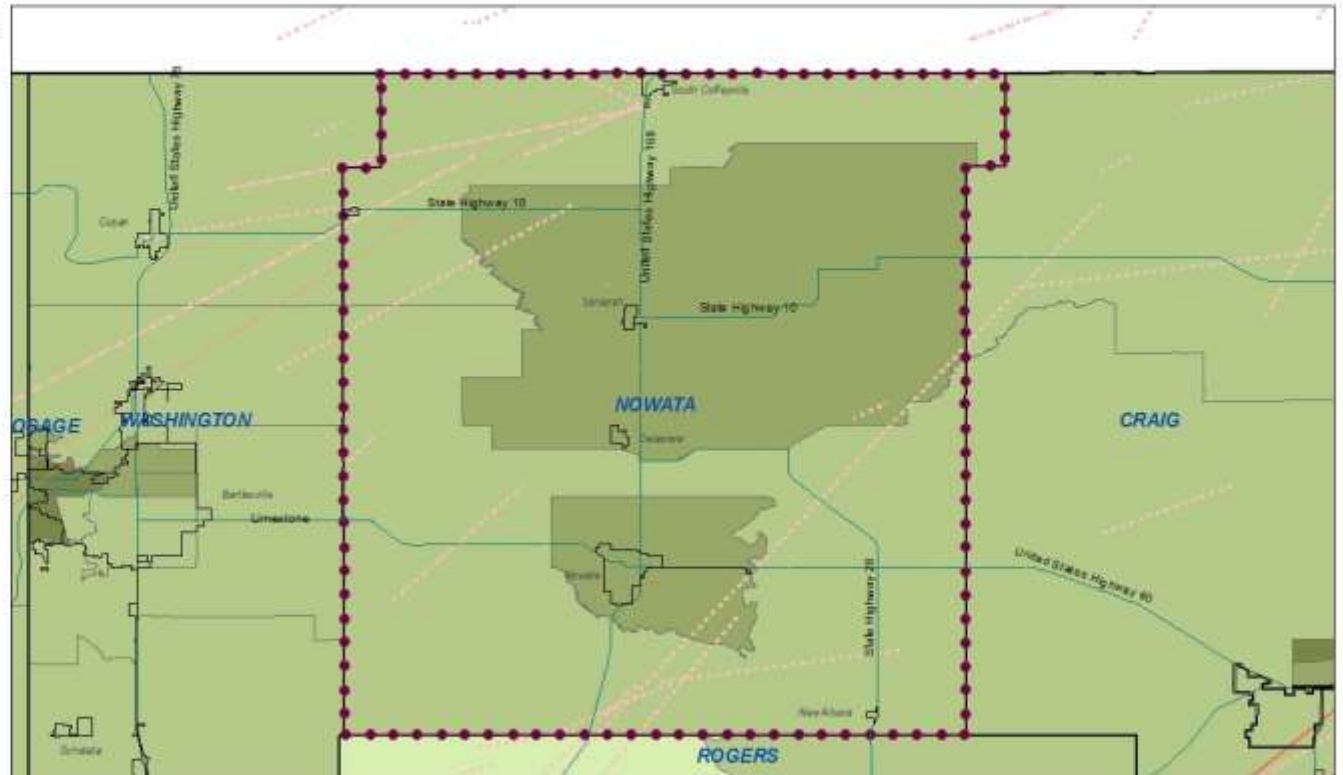 South Coffeyville
United States Highway 75
United States Highway 169
State Highway 10
Copan
Lenapah
State Highway 10
NOWATA
OSAGE
WASHINGTON
CRAIG
Delaware
Bartlesville
Limestone
Nowata
United States Highway 60
State Highway 28
New Alluwe
Ochelata
ROGERS